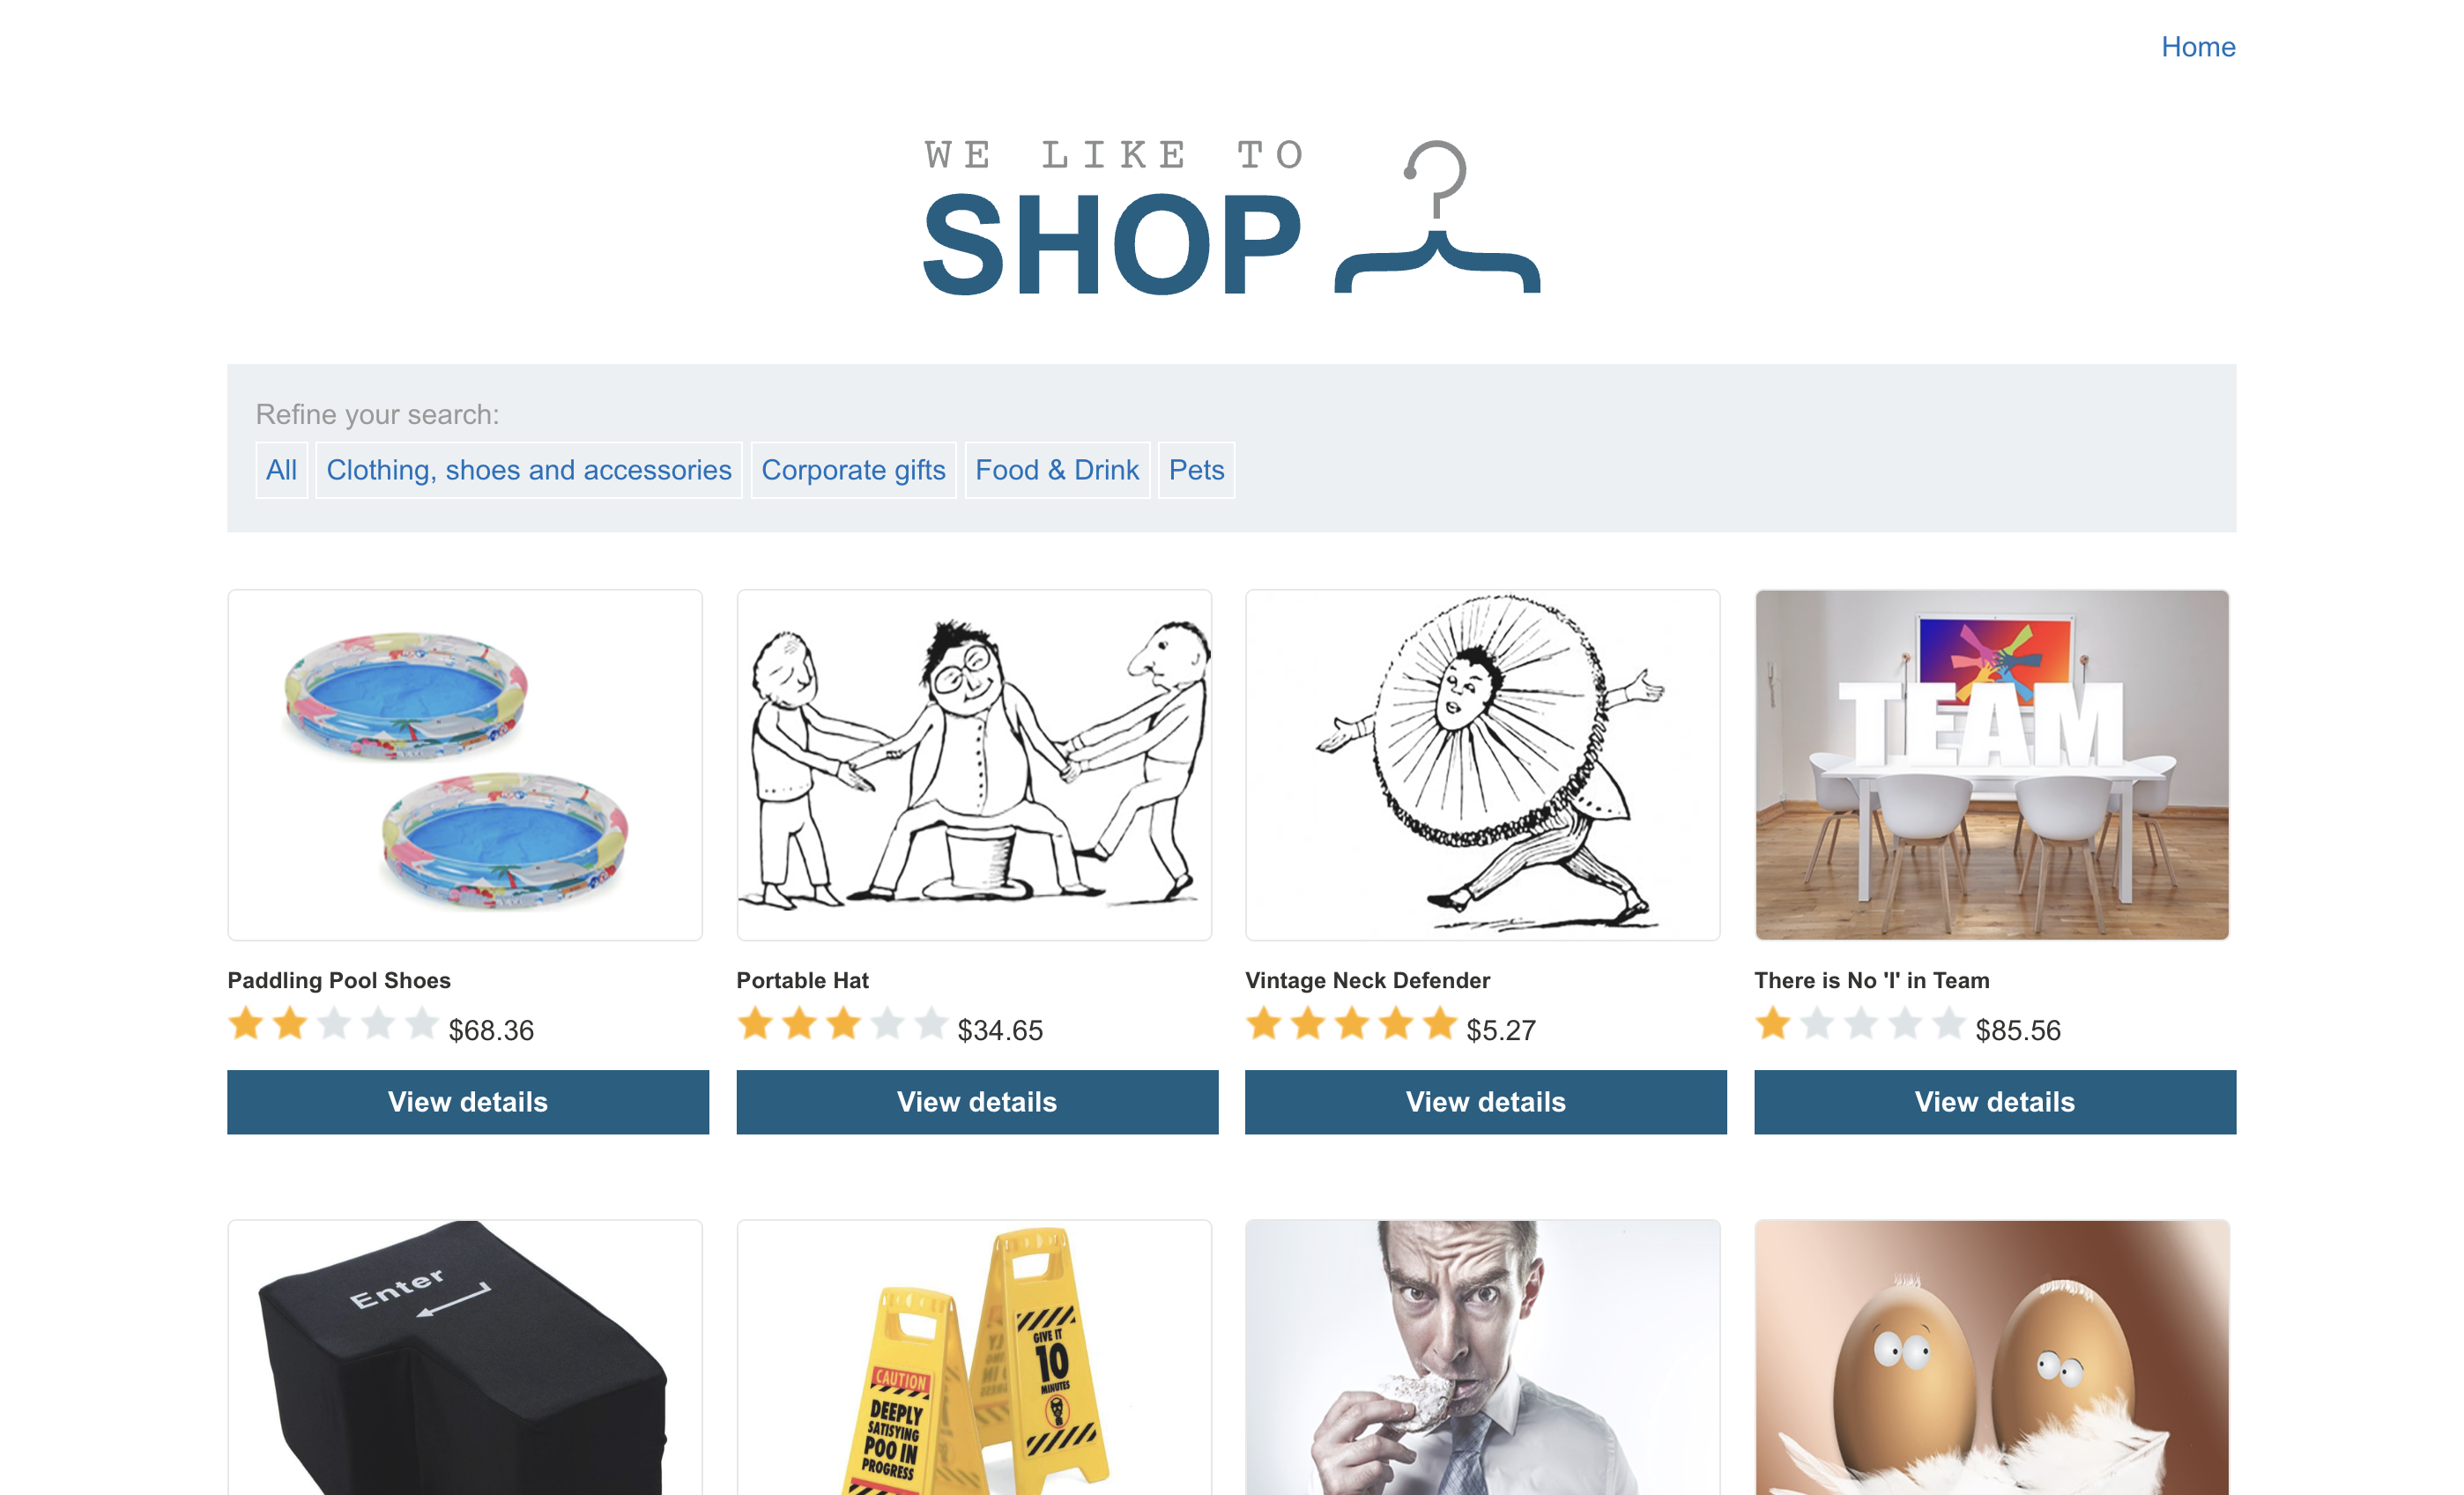 Home
WE LIKE TO
SHOP
Refine your search:
All Clothing, shoes and accessories Corporate gifts Food & Drink Pets
TEAM
Paddling Pool Shoes
$68.36
View details
Portable Hat
$34.65
View details
Vintage Neck Defender
$5.27
View details
There is No 'I' in Team
$85.56
View details
Enter
CAUTION
DEEPLY
SATISFYING
POO IN
PROGRESS
GIVE IT
10
MINUTES